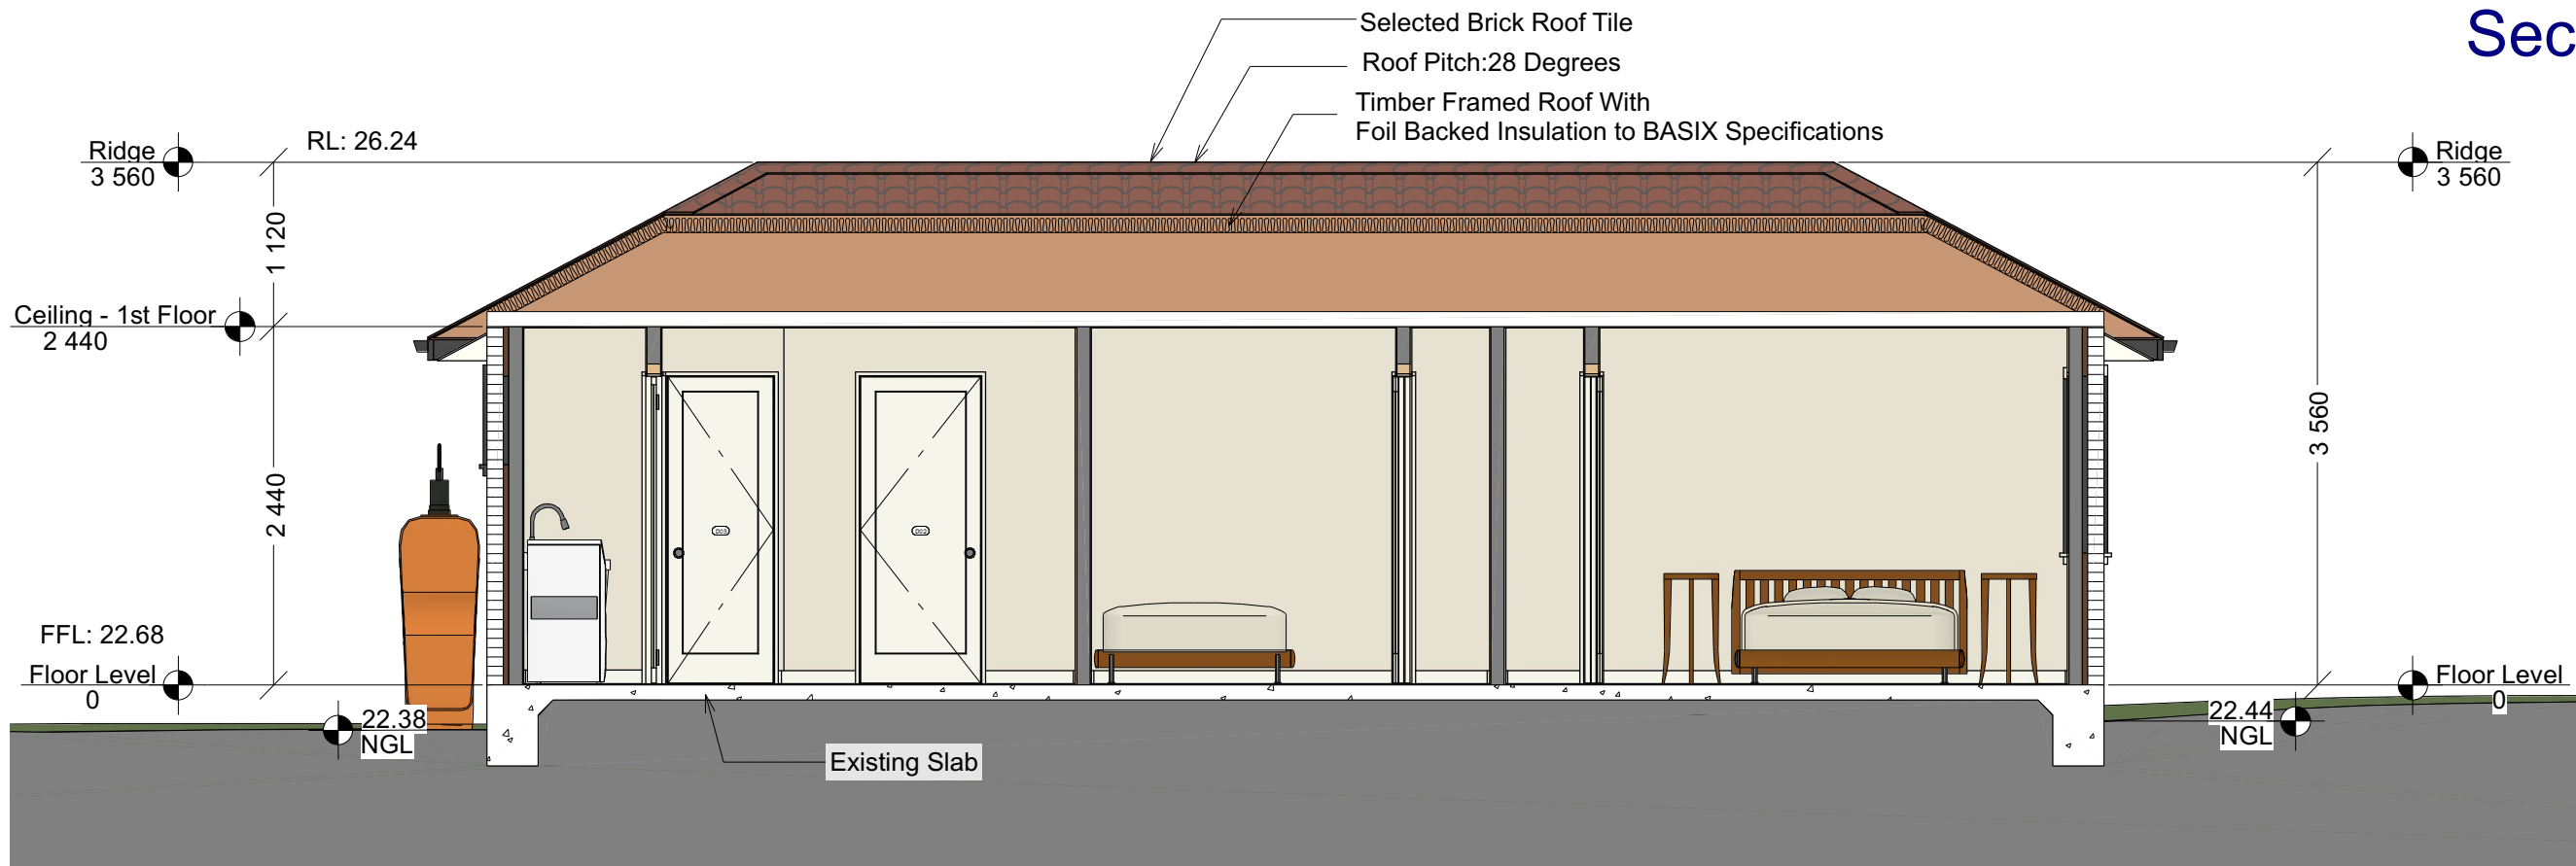 Sec
Selected Brick Roof Tile
Roof Pitch:28 Degrees
Timber Framed Roof With
Foil Backed Insulation to BASIX Specifications
RL: 26.24
Ridge
3 560
Ridge
3 560
1 120
Ceiling - 1st Floor
2 440
2 440
3 560
D03
D02
FFL: 22.68
Floor Level
0
Floor Level
0
22.38
NGL
22.44
NGL
Existing Slab